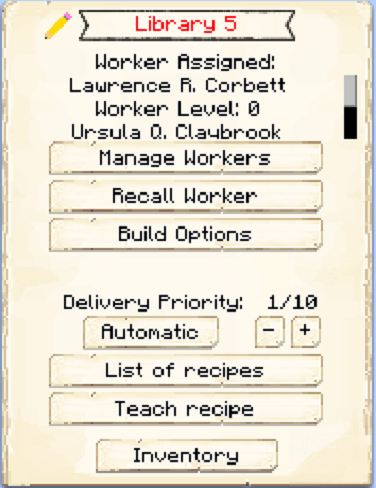 Library 5
Worker Assigned:
Lawrence R. Corbett
Worker Level: 0
Ursula Q. Claybrook
Manage Workers
Recall Worker
Build Options
Delivery Priority: 1/10
Automatic - +
List of recipes
Teach recipe
Inventory